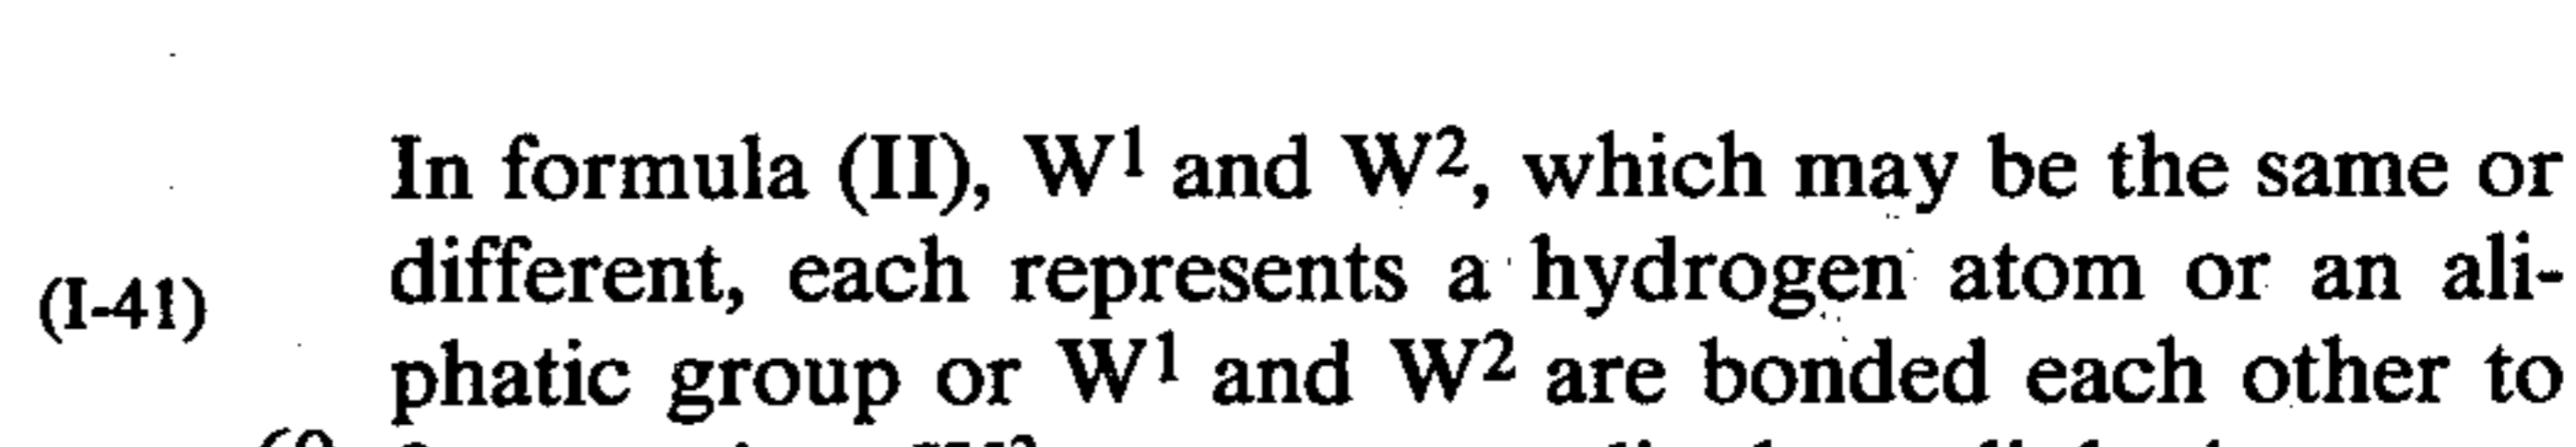 In formula (II), W¹ and W², which may be the same or
different, each represents a hydrogen atom or an ali-
(I-41)
phatic group or W¹ and W² are bonded each other to